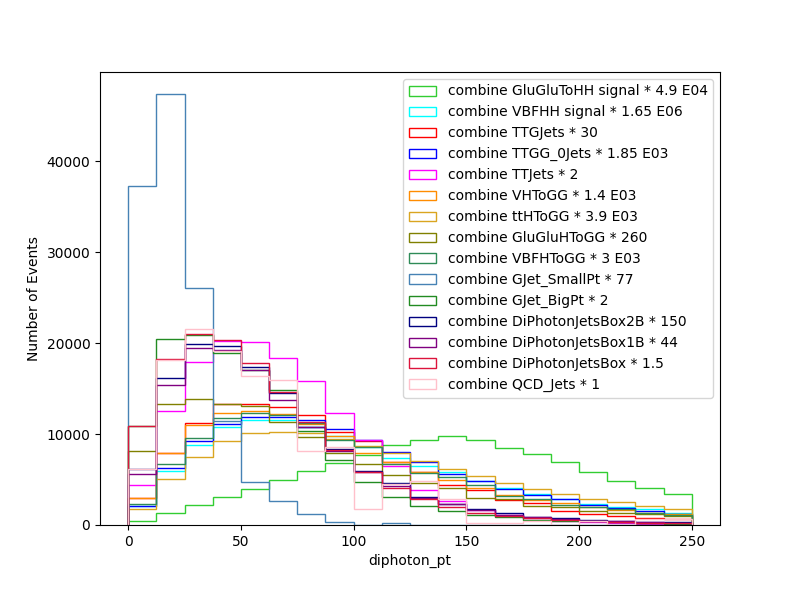 combine GluGluToHH signal * 4.9 E04
combine VBFHH signal * 1.65 E06
combine TTGJets * 30
combine TTGG_0Jets * 1.85 E03
combine TTJets * 2
combine VHToGG * 1.4 E03
combine ttHToGG * 3.9 E03
combine GluGluHToGG * 260
combine VBFHToGG * 3 E03
combine GJet_SmallPt * 77
combine GJet_BigPt * 2
combine DiPhotonJetsBox2B * 150
combine DiPhotonJetsBox1B * 44
combine DiPhotonJetsBox * 1.5
combine QCD_Jets * 1
Number of Events
40000
30000
20000
10000
0
0
50
100
150
200
250
diphoton_pt